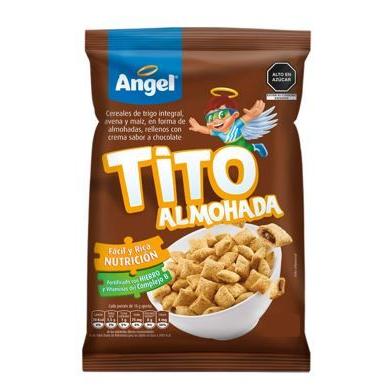 Angel
ALTO EN
AZÚCAR
Cereales de trigo integral,
avena y maíz, en forma de
almohadas, rellenos con
crema sabor a chocolate
TiTO
ALMOHADA
Fácil y Rica
NUTRICIÓN
Fortificado con HIERRO
y Vitaminas del Complejo B